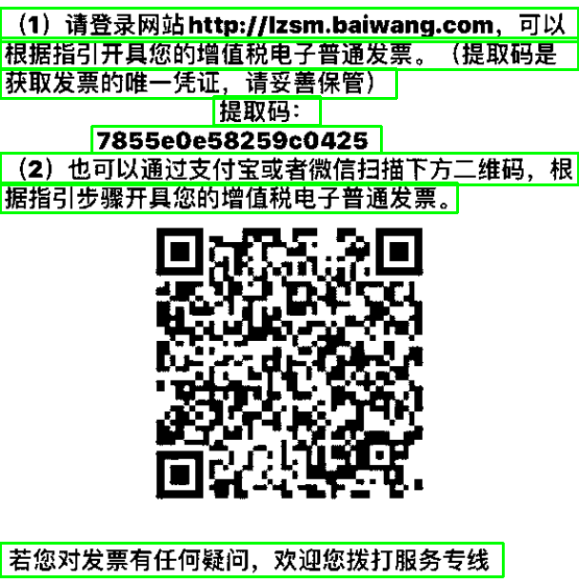 （1）请登录网站http://lzsm.baiwang.com，可以
根据指引开具您的增值税电子普通发票。（提取码是
获取发票的唯一凭证，请妥善保管）
提取码：
7855e0e58259c0425
（2）也可以通过支付宝或者微信扫描下方二维码，根
据指引步骤开具您的增值税电子普通发票。
若您对发票有任何疑问，欢迎您拨打服务专线